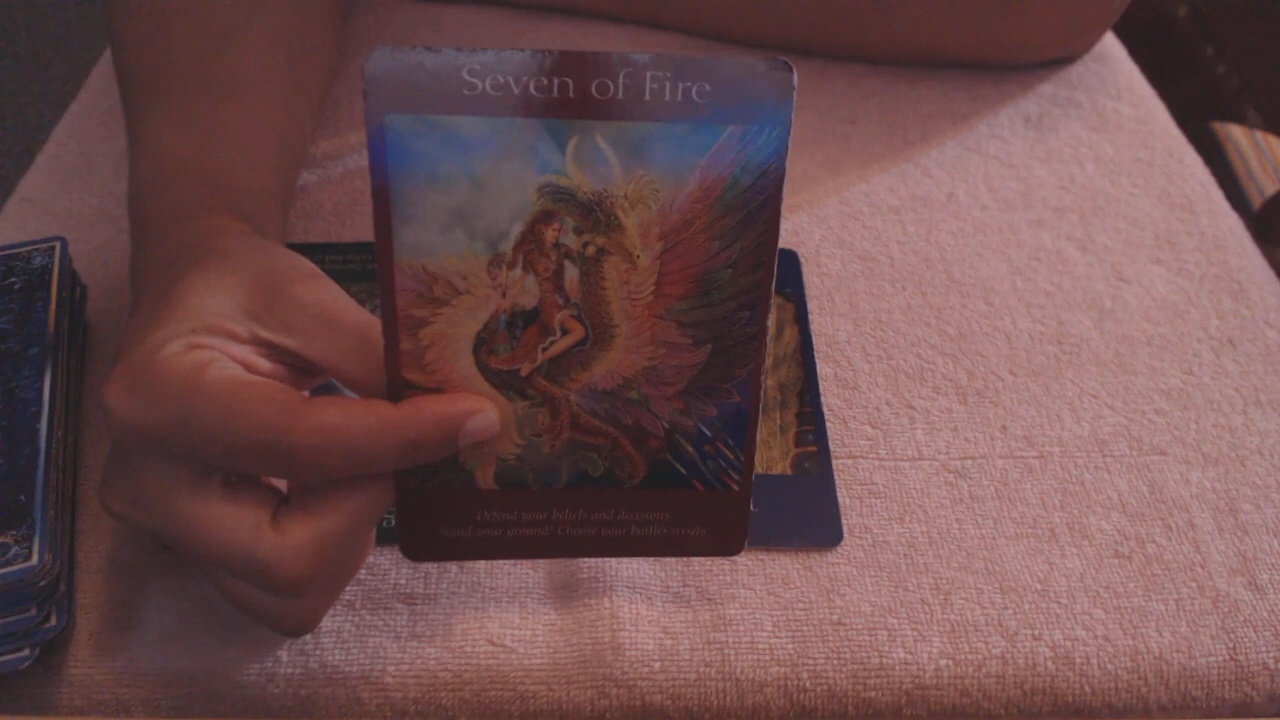 Seven of Fire
Defend your beliefs and decisions.
Stand your ground! Choose your battles wisely.